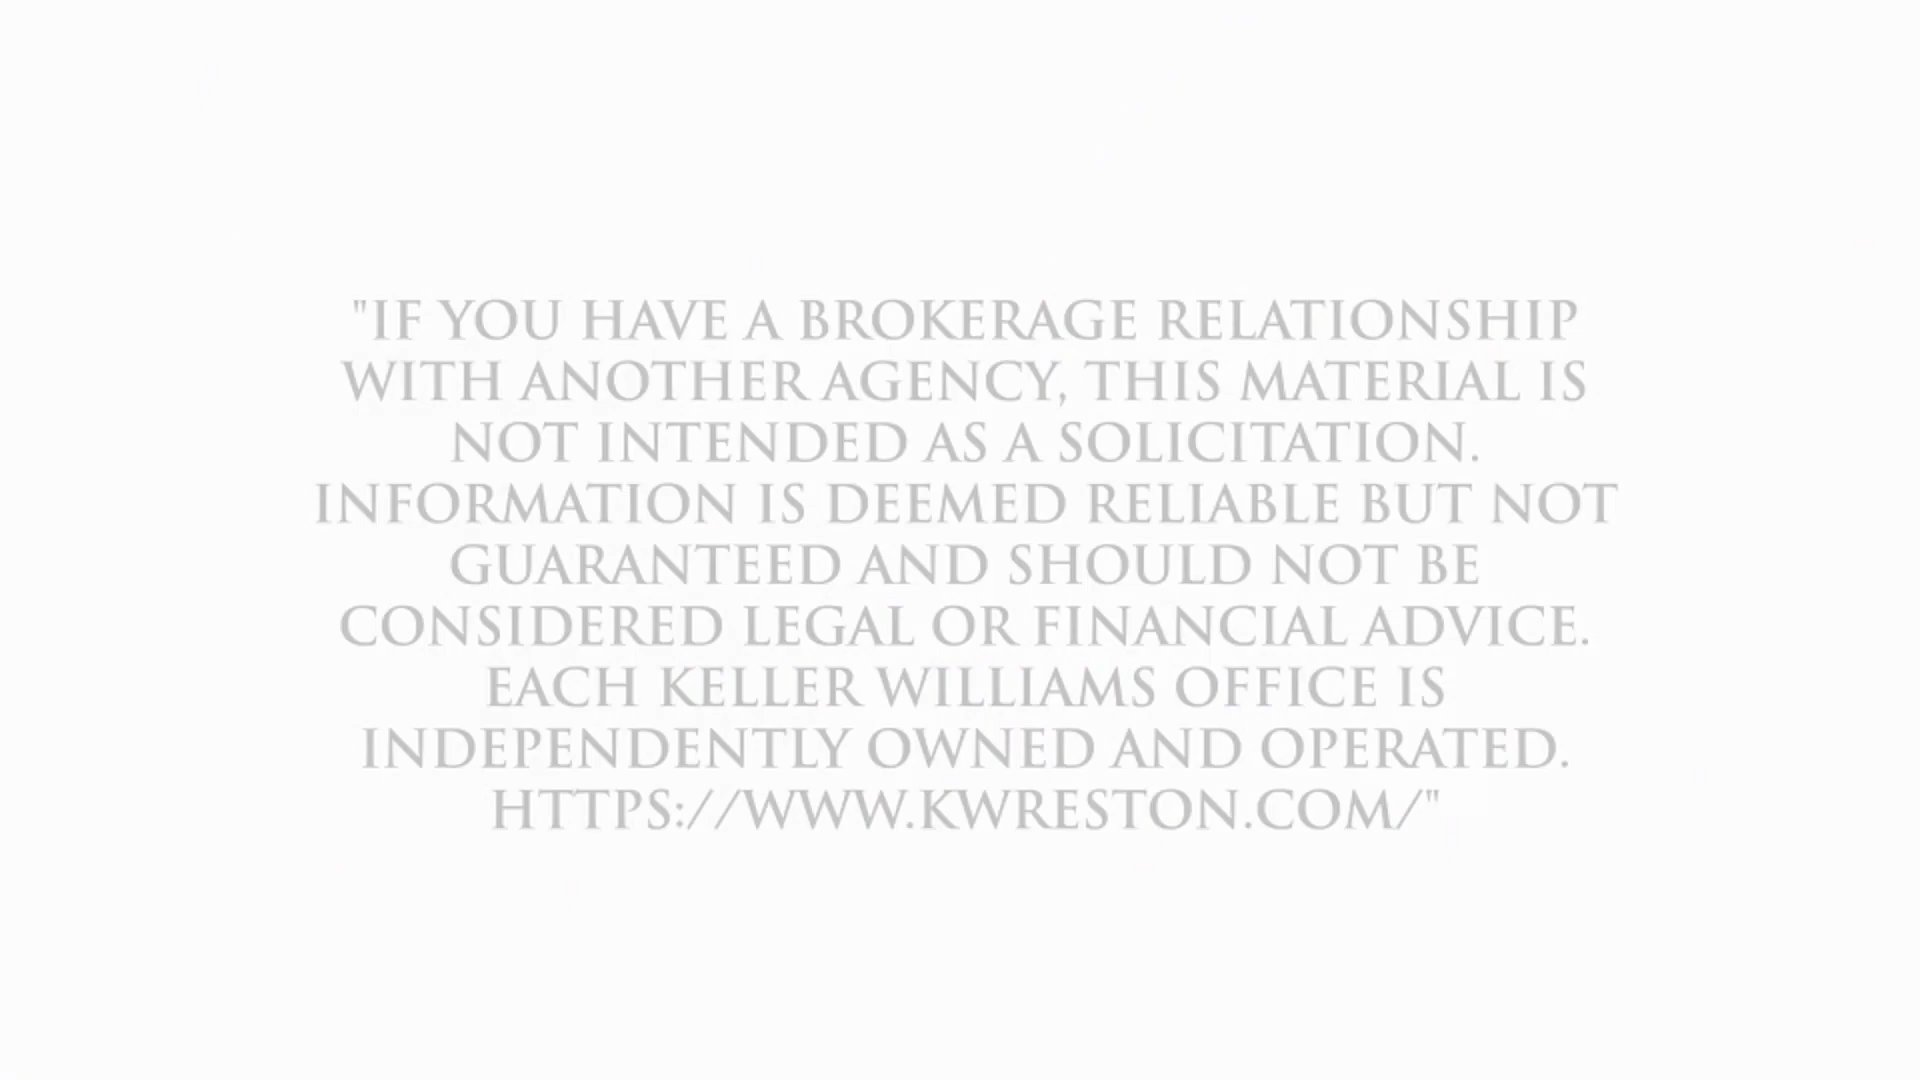 "IF YOU HAVE A BROKERAGE RELATIONSHIP
WITH ANOTHER AGENCY, THIS MATERIAL IS
NOT INTENDED AS A SOLICITATION.
INFORMATION IS DEEMED RELIABLE BUT NOT
GUARANTEED AND SHOULD NOT BE
CONSIDERED LEGAL OR FINANCIAL ADVICE.
EACH KELLER WILLIAMS OFFICE IS
INDEPENDENTLY OWNED AND OPERATED.
HTTPS://WWW.KWRESTON.COM/"